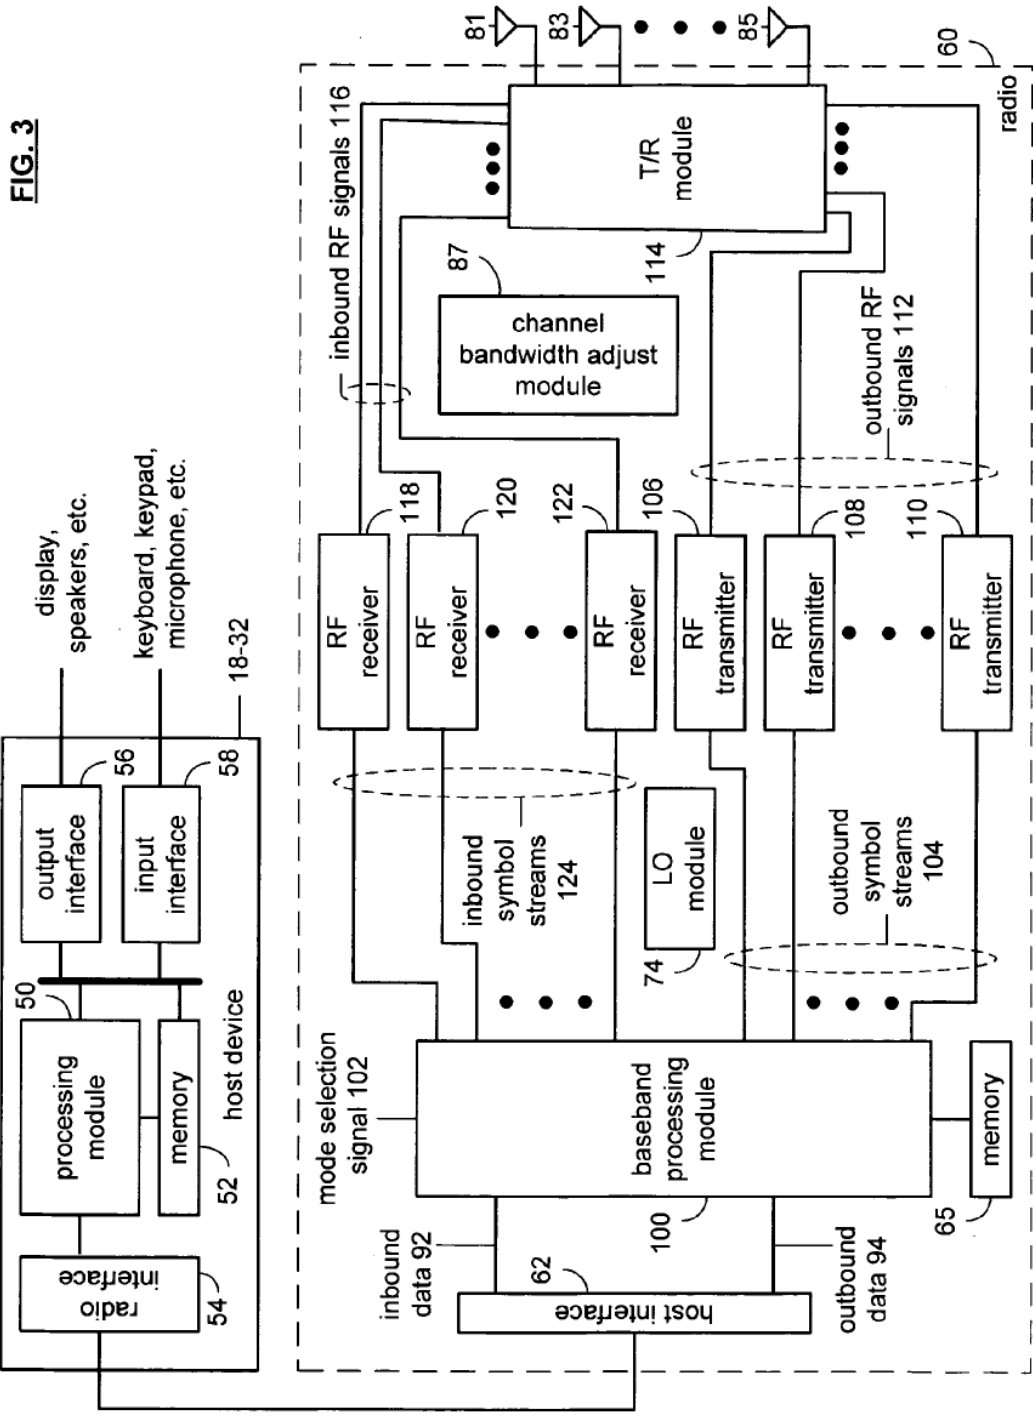 FIG. 3
display,
speakers, etc.
keyboard, keypad,
microphone, etc.
18-32
output
interface
56
input
interface
58
50
processing
module
memory
52
host device
radio
interface
54
60
radio
81
83
85
T/R
module
114
inbound RF signals 116
87
channel
bandwidth adjust
module
outbound RF
signals 112
RF
receiver
118
RF
receiver
120
RF
receiver
122
RF
transmitter
106
RF
transmitter
108
RF
transmitter
110
inbound
symbol
streams
124
LO
module
74
outbound
symbol
streams
104
mode selection
signal 102
baseband
processing
module
100
memory
65
inbound
data 92
62
host interface
outbound
data 94